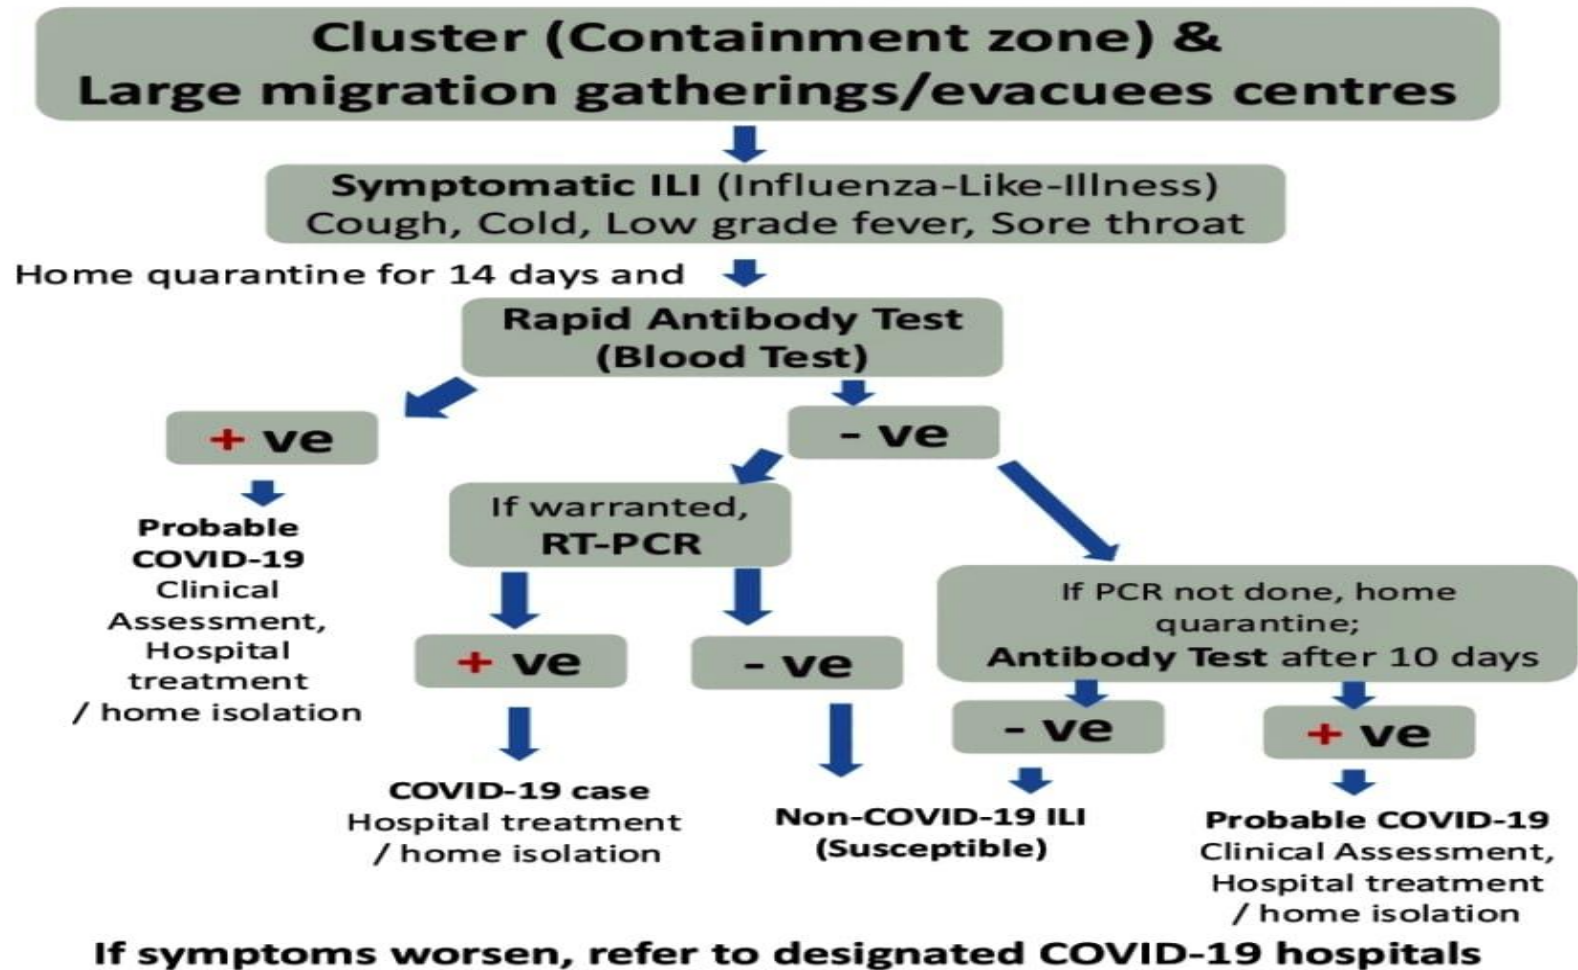 Cluster (Containment zone) &
Large migration gatherings/evacuees centres
Symptomatic ILI (Influenza-Like-Illness)
Cough, Cold, Low grade fever, Sore throat
Home quarantine for 14 days and
Rapid Antibody Test
(Blood Test)
+ ve
- ve
Probable
COVID-19
Clinical
Assessment,
Hospital
treatment
/ home isolation
If warranted,
RT-PCR
+ ve
- ve
COVID-19 case
Hospital treatment
/ home isolation
If PCR not done, home
quarantine;
Antibody Test after 10 days
- ve
+ ve
Non-COVID-19 ILI
(Susceptible)
Probable COVID-19
Clinical Assessment,
Hospital treatment
/ home isolation
If symptoms worsen, refer to designated COVID-19 hospitals